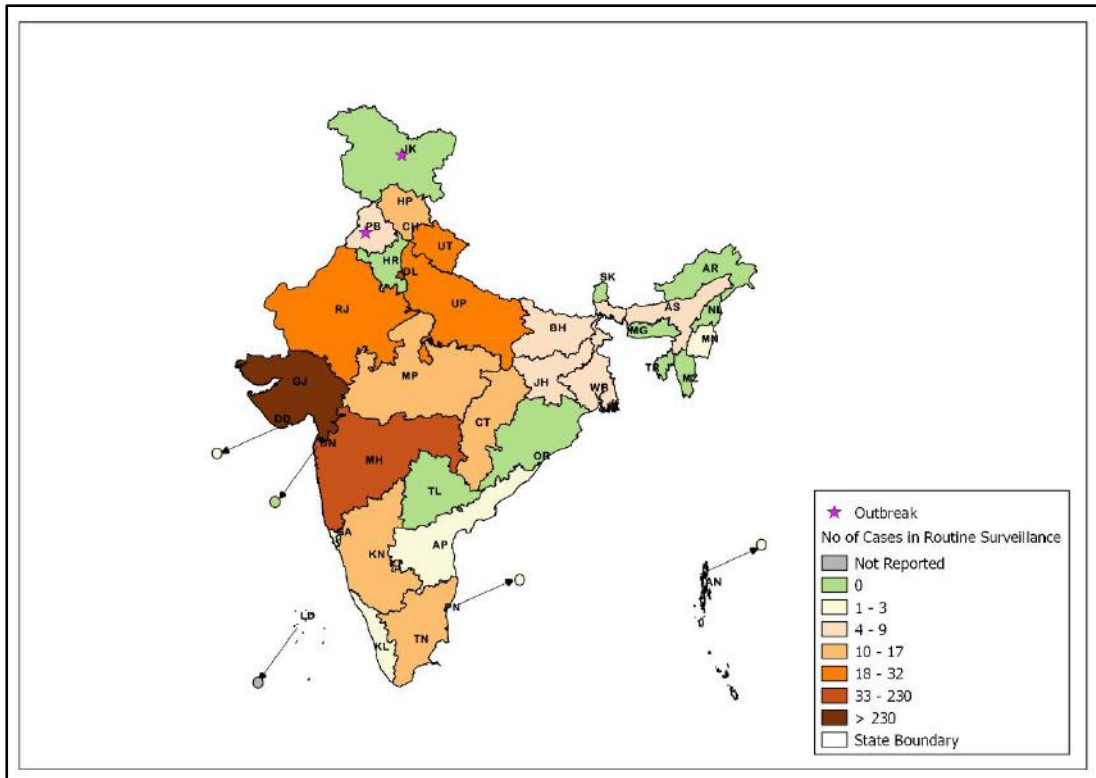 JK
HP
PB
CH
UT
HR
DL
SK
AR
RJ
UP
AS
NL
BH
MG
MN
GJ
MP
JH
TR
MZ
WB
DD
CT
DN
MH
OR
TL
GA
AP
KN
AN
PN
LD
TN
KL
Outbreak
No of Cases in Routine Surveillance
Not Reported
0
1 - 3
4 - 9
10 - 17
18 - 32
33 - 230
> 230
State Boundary